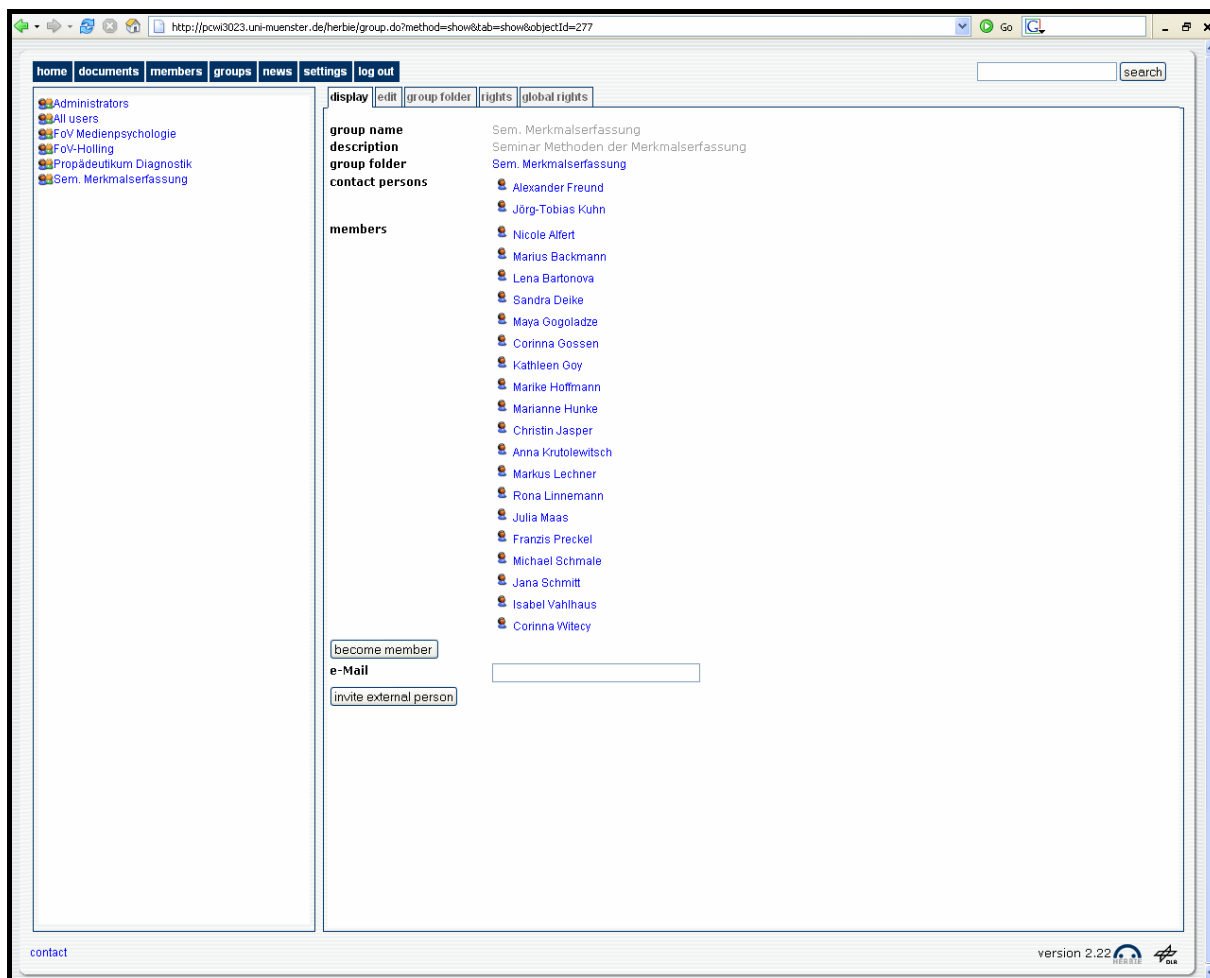 http://pcwi3023.uni-muenster.de/herbie/group.do?method=show&tab=show&objectId=277 Go G
home documents members groups news settings log out search
Administrators
All users
FoV Medienpsychologie
FoV-Holling
Propädeutikum Diagnostik
Sem. Merkmalserfassung
display edit group folder rights global rights
group name Sem. Merkmalserfassung
description Seminar Methoden der Merkmalserfassung
group folder Sem. Merkmalserfassung
contact persons Alexander Freund
Jörg-Tobias Kuhn
members Nicole Alfert
Marius Backmann
Lena Bartonova
Sandra Deike
Maya Gogoladze
Corinna Gossen
Kathleen Goy
Marike Hoffmann
Marianne Hunke
Christin Jasper
Anna Krutolewitsch
Markus Lechner
Rona Linnemann
Julia Maas
Franzis Preckel
Michael Schmale
Jana Schmitt
Isabel Vahlhaus
Corinna Witecy
become member
e-Mail
invite external person
contact version 2.22 HERBIE DLR